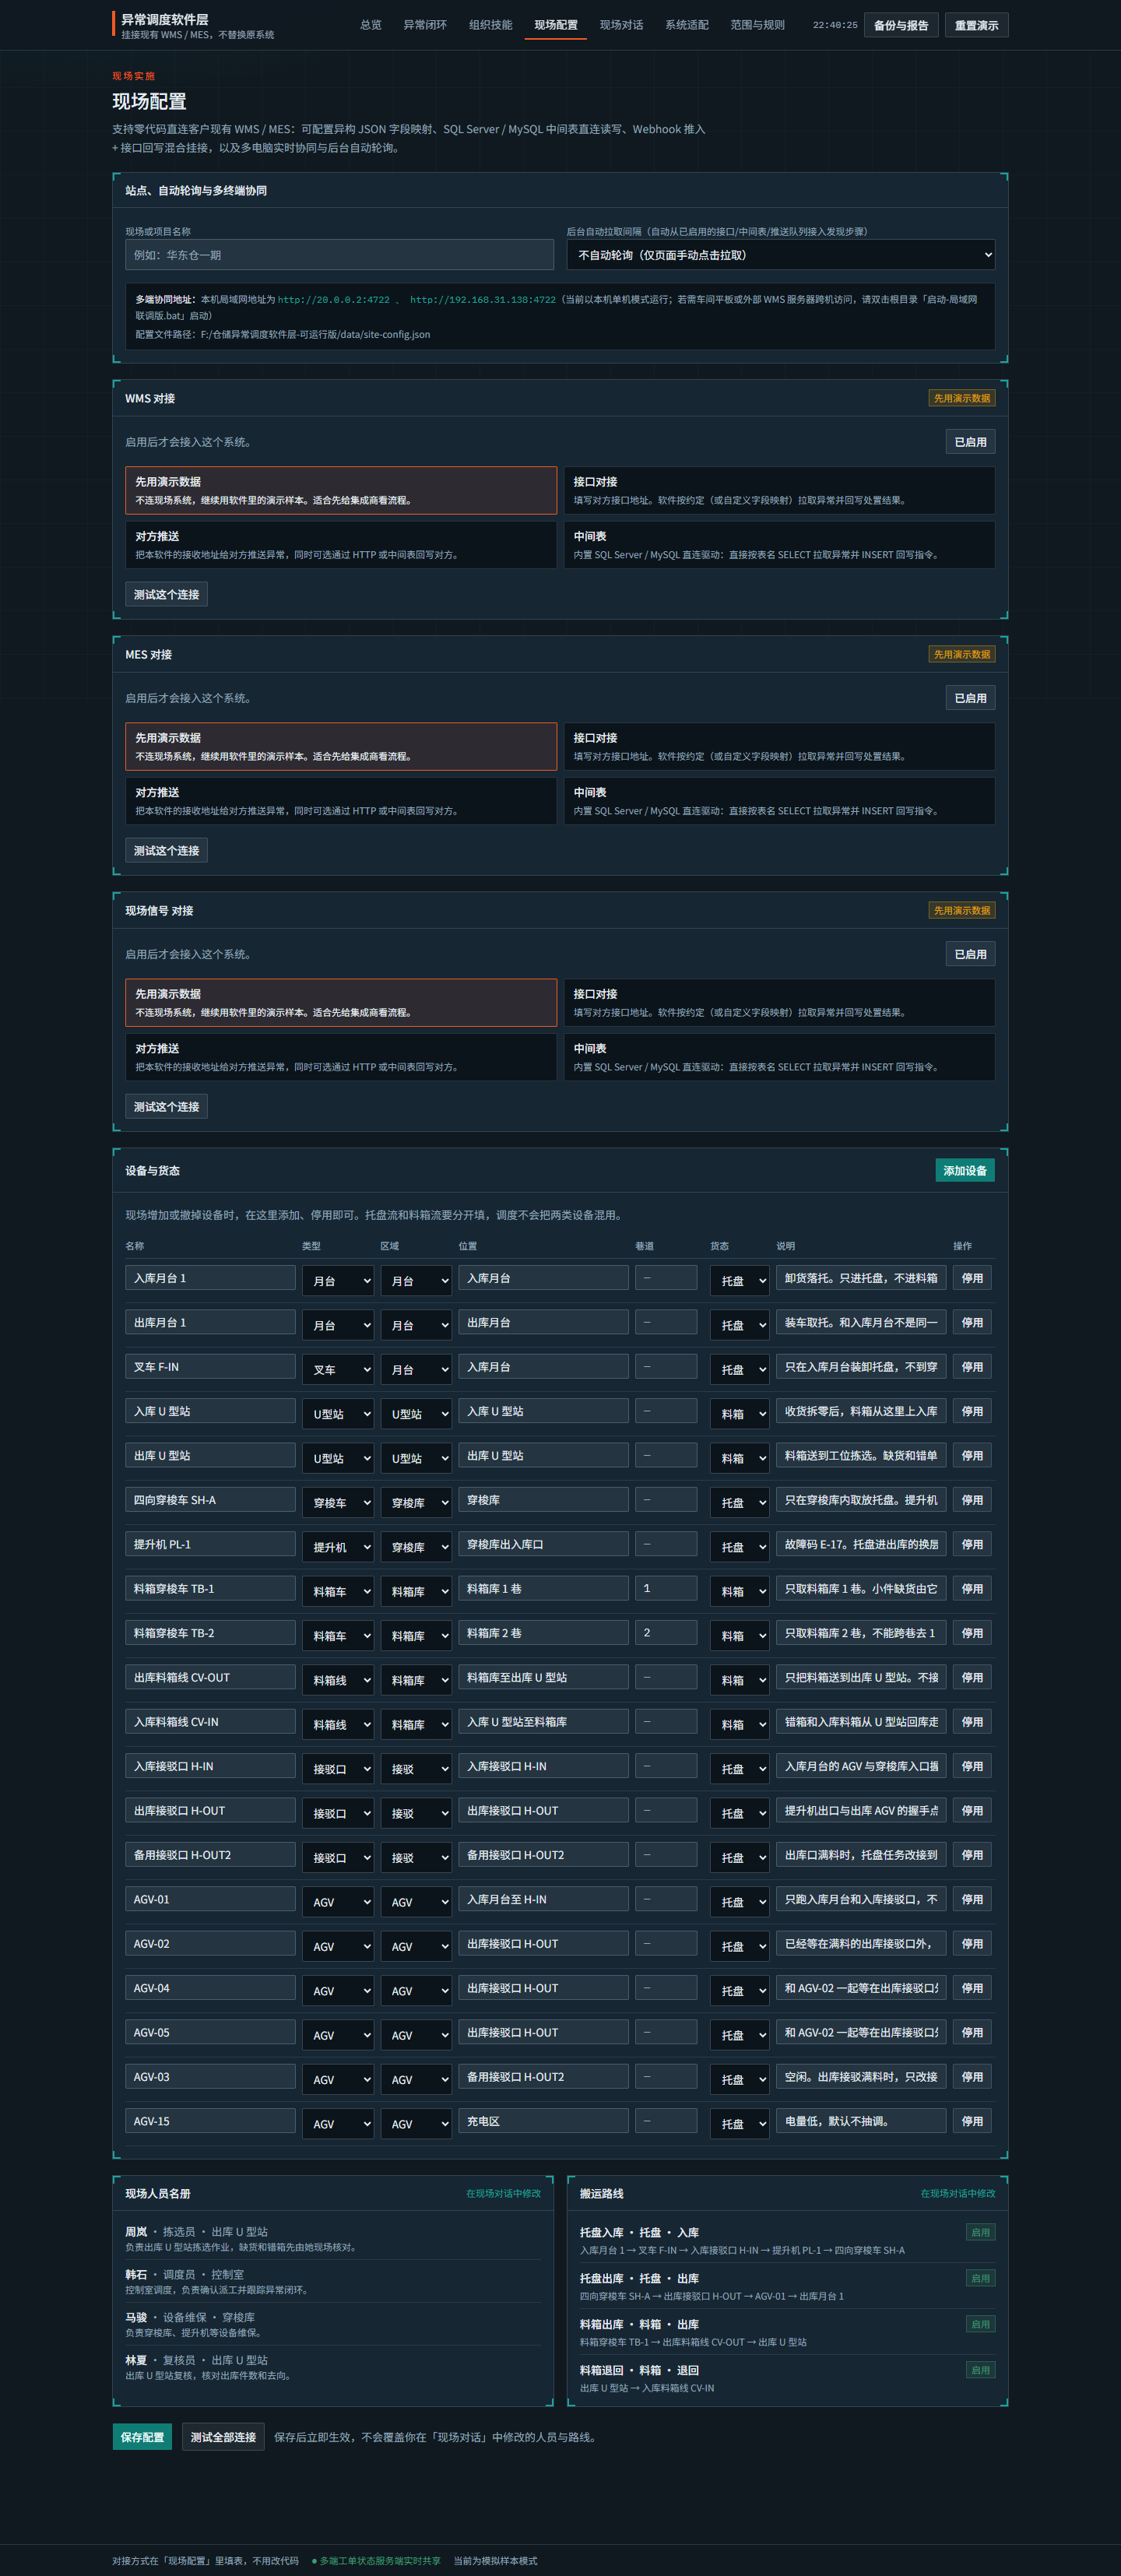 异常调度软件层
挂接现有 WMS / MES，不替换原系统
总览
异常闭环
组织技能
现场配置
现场对话
系统适配
范围与规则
22:40:25
备份与报告
重置演示
现场实施
现场配置
支持零代码直连客户现有 WMS / MES：可配置异构 JSON 字段映射、SQL Server / MySQL 中间表直连读写、Webhook 推入
+ 接口回写混合挂接，以及多电脑实时协同与后台自动轮询。
站点、自动轮询与多终端协同
现场或项目名称
例如：华东仓一期
后台自动拉取间隔（自动从已启用的接口/中间表/推送队列接入发现步骤）
不自动轮询（仅页面手动点击拉取）
多端协同地址：本机局域网地址为 http://20.0.0.2:4722 、 http://192.168.31.138:4722（当前以本机单机模式运行；若需车间平板或外部 WMS 服务器跨机访问，请双击根目录「启动-局域网
联调版.bat」启动）
配置文件路径：F:/仓储异常调度软件层-可运行版/data/site-config.json
WMS 对接
先用演示数据
启用后才会接入这个系统。
已启用
先用演示数据
不连现场系统，继续用软件里的演示样本。适合先给集成商看流程。
接口对接
填写对方接口地址。软件按约定（或自定义字段映射）拉取异常并回写处置结果。
对方推送
把本软件的接收地址给对方推送异常，同时可选通过 HTTP 或中间表回写对方。
中间表
内置 SQL Server / MySQL 直连驱动：直接按表名 SELECT 拉取异常并 INSERT 回写指令。
测试这个连接
MES 对接
先用演示数据
启用后才会接入这个系统。
已启用
先用演示数据
不连现场系统，继续用软件里的演示样本。适合先给集成商看流程。
接口对接
填写对方接口地址。软件按约定（或自定义字段映射）拉取异常并回写处置结果。
对方推送
把本软件的接收地址给对方推送异常，同时可选通过 HTTP 或中间表回写对方。
中间表
内置 SQL Server / MySQL 直连驱动：直接按表名 SELECT 拉取异常并 INSERT 回写指令。
测试这个连接
现场信号 对接
先用演示数据
启用后才会接入这个系统。
已启用
先用演示数据
不连现场系统，继续用软件里的演示样本。适合先给集成商看流程。
接口对接
填写对方接口地址。软件按约定（或自定义字段映射）拉取异常并回写处置结果。
对方推送
把本软件的接收地址给对方推送异常，同时可选通过 HTTP 或中间表回写对方。
中间表
内置 SQL Server / MySQL 直连驱动：直接按表名 SELECT 拉取异常并 INSERT 回写指令。
测试这个连接
设备与货态
添加设备
现场增加或撤掉设备时，在这里添加、停用即可。托盘流和料箱流要分开填，调度不会把两类设备混用。
名称 类型 区域 位置 巷道 货态 说明 操作
入库月台 1 月台 月台 入库月台 — 托盘 卸货落托。只进托盘，不进料箱 停用
出库月台 1 月台 月台 出库月台 — 托盘 装车取托。和入库月台不是同一 停用
叉车 F-IN 叉车 月台 入库月台 — 托盘 只在入库月台装卸托盘，不到穿 停用
入库 U 型站 U型站 U型站 入库 U 型站 — 料箱 收货拆零后，料箱从这里上入库 停用
出库 U 型站 U型站 U型站 出库 U 型站 — 料箱 料箱送到工位拣选。缺货和错单 停用
四向穿梭车 SH-A 穿梭车 穿梭库 穿梭库 — 托盘 只在穿梭库内取放托盘。提升机 停用
提升机 PL-1 提升机 穿梭库 穿梭库出入库口 — 托盘 故障码 E-17。托盘进出库的换层 停用
料箱穿梭车 TB-1 料箱车 料箱库 料箱库 1 巷 1 料箱 只取料箱库 1 巷。小件缺货由它 停用
料箱穿梭车 TB-2 料箱车 料箱库 料箱库 2 巷 2 料箱 只取料箱库 2 巷，不能跨巷去 1 停用
出库料箱线 CV-OUT 料箱线 料箱库 料箱库至出库 U 型站 — 料箱 只把料箱送到出库 U 型站。不接 停用
入库料箱线 CV-IN 料箱线 料箱库 入库 U 型站至料箱库 — 料箱 错箱和入库料箱从 U 型站回库走 停用
入库接驳口 H-IN 接驳口 接驳 入库接驳口 H-IN — 托盘 入库月台的 AGV 与穿梭库入口握 停用
出库接驳口 H-OUT 接驳口 接驳 出库接驳口 H-OUT — 托盘 提升机出口与出库 AGV 的握手点 停用
备用接驳口 H-OUT2 接驳口 接驳 备用接驳口 H-OUT2 — 托盘 出库口满料时，托盘任务改接到 停用
AGV-01 AGV AGV 入库月台至 H-IN — 托盘 只跑入库月台和入库接驳口，不 停用
AGV-02 AGV AGV 出库接驳口 H-OUT — 托盘 已经等在满料的出库接驳口外， 停用
AGV-04 AGV AGV 出库接驳口 H-OUT — 托盘 和 AGV-02 一起等在出库接驳口 停用
AGV-05 AGV AGV 出库接驳口 H-OUT — 托盘 和 AGV-02 一起等在出库接驳口 停用
AGV-03 AGV AGV 备用接驳口 H-OUT2 — 托盘 空闲。出库接驳满料时，只改接 停用
AGV-15 AGV AGV 充电区 — 托盘 电量低，默认不抽调。 停用
现场人员名册
在现场对话中修改
周岚 · 拣选员 · 出库 U 型站
负责出库 U 型站拣选作业，缺货和错箱先由她现场核对。
韩石 · 调度员 · 控制室
控制室调度，负责确认派工并跟踪异常闭环。
马骏 · 设备维保 · 穿梭库
负责穿梭库、提升机等设备维保。
林夏 · 复核员 · 出库 U 型站
出库 U 型站复核，核对出库件数和去向。
搬运路线
在现场对话中修改
托盘入库 · 托盘 · 入库
启用
入库月台 1 → 叉车 F-IN → 入库接驳口 H-IN → 提升机 PL-1 → 四向穿梭车 SH-A
托盘出库 · 托盘 · 出库
启用
四向穿梭车 SH-A → 出库接驳口 H-OUT → AGV-01 → 出库月台 1
料箱出库 · 料箱 · 出库
启用
料箱穿梭车 TB-1 → 出库料箱线 CV-OUT → 出库 U 型站
料箱退回 · 料箱 · 退回
启用
出库 U 型站 → 入库料箱线 CV-IN
保存配置
测试全部连接
保存后立即生效，不会覆盖你在「现场对话」中修改的人员与路线。
对接方式在「现场配置」里填表，不用改代码
● 多端工单状态服务端实时共享
当前为模拟样本模式